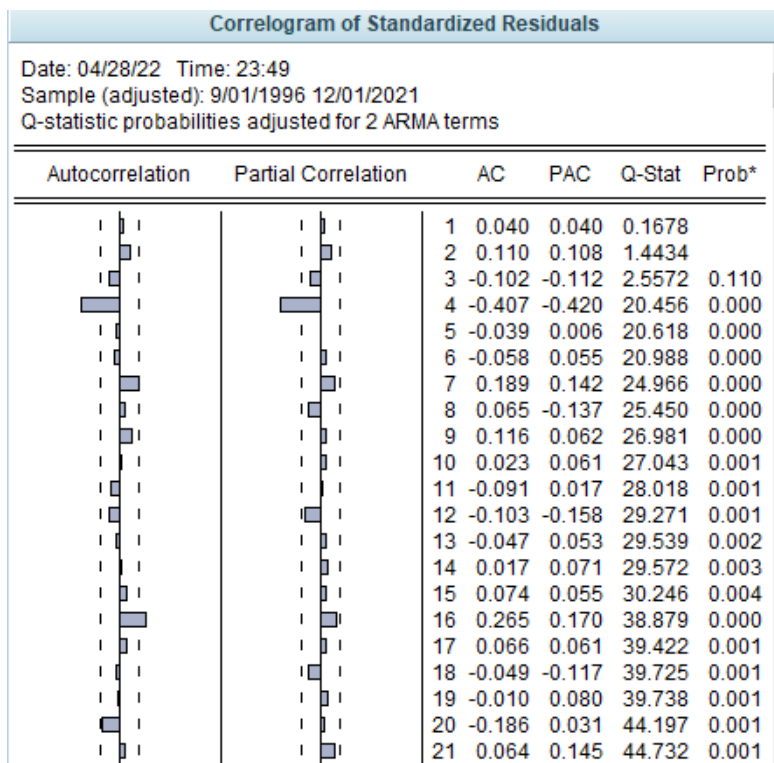 Correlogram of Standardized Residuals
Date: 04/28/22 Time: 23:49
Sample (adjusted): 9/01/1996 12/01/2021
Q-statistic probabilities adjusted for 2 ARMA terms
Autocorrelation Partial Correlation AC PAC Q-Stat Prob*
1 0.040 0.040 0.1678
2 0.110 0.108 1.4434
3 -0.102 -0.112 2.5572 0.110
4 -0.407 -0.420 20.456 0.000
5 -0.039 0.006 20.618 0.000
6 -0.058 0.055 20.988 0.000
7 0.189 0.142 24.966 0.000
8 0.065 -0.137 25.450 0.000
9 0.116 0.062 26.981 0.000
10 0.023 0.061 27.043 0.001
11 -0.091 0.017 28.018 0.001
12 -0.103 -0.158 29.271 0.001
13 -0.047 0.053 29.539 0.002
14 0.017 0.071 29.572 0.003
15 0.074 0.055 30.246 0.004
16 0.265 0.170 38.879 0.000
17 0.066 0.061 39.422 0.001
18 -0.049 -0.117 39.725 0.001
19 -0.010 0.080 39.738 0.001
20 -0.186 0.031 44.197 0.001
21 0.064 0.145 44.732 0.001